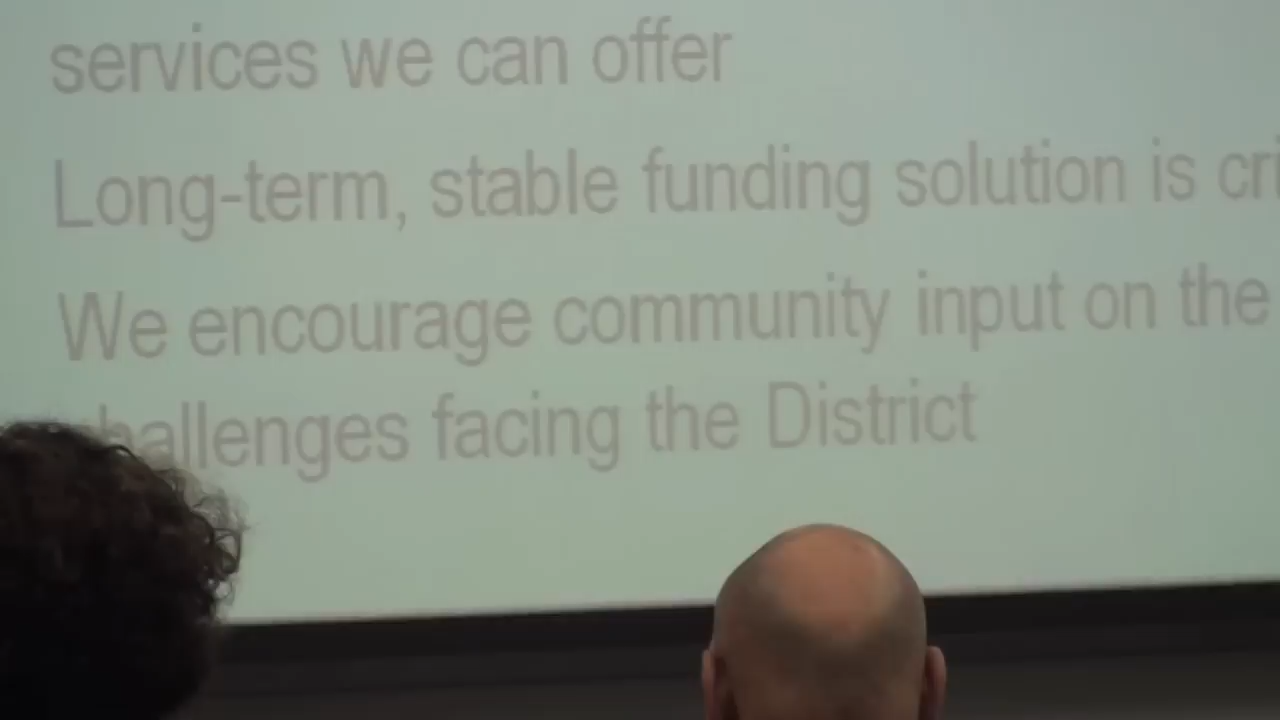 services we can offer
Long-term, stable funding solution is cri
We encourage community input on the
challenges facing the District